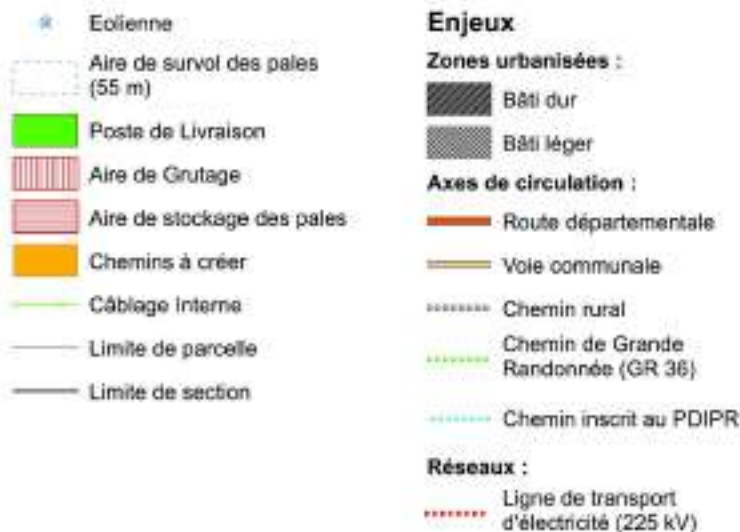 Eolienne
Aire de survol des pales
(55 m)
Poste de Livraison
Aire de Grutage
Aire de stockage des pales
Chemins à créer
Câblage Interne
Limite de parcelle
Limite de section
Enjeux
Zones urbanisées :
Bâti dur
Bâti léger
Axes de circulation :
Route départementale
Voie communale
Chemin rural
Chemin de Grande
Randonnée (GR 36)
Chemin inscrit au PDIPR
Réseaux :
Ligne de transport
d'électricité (225 kV)